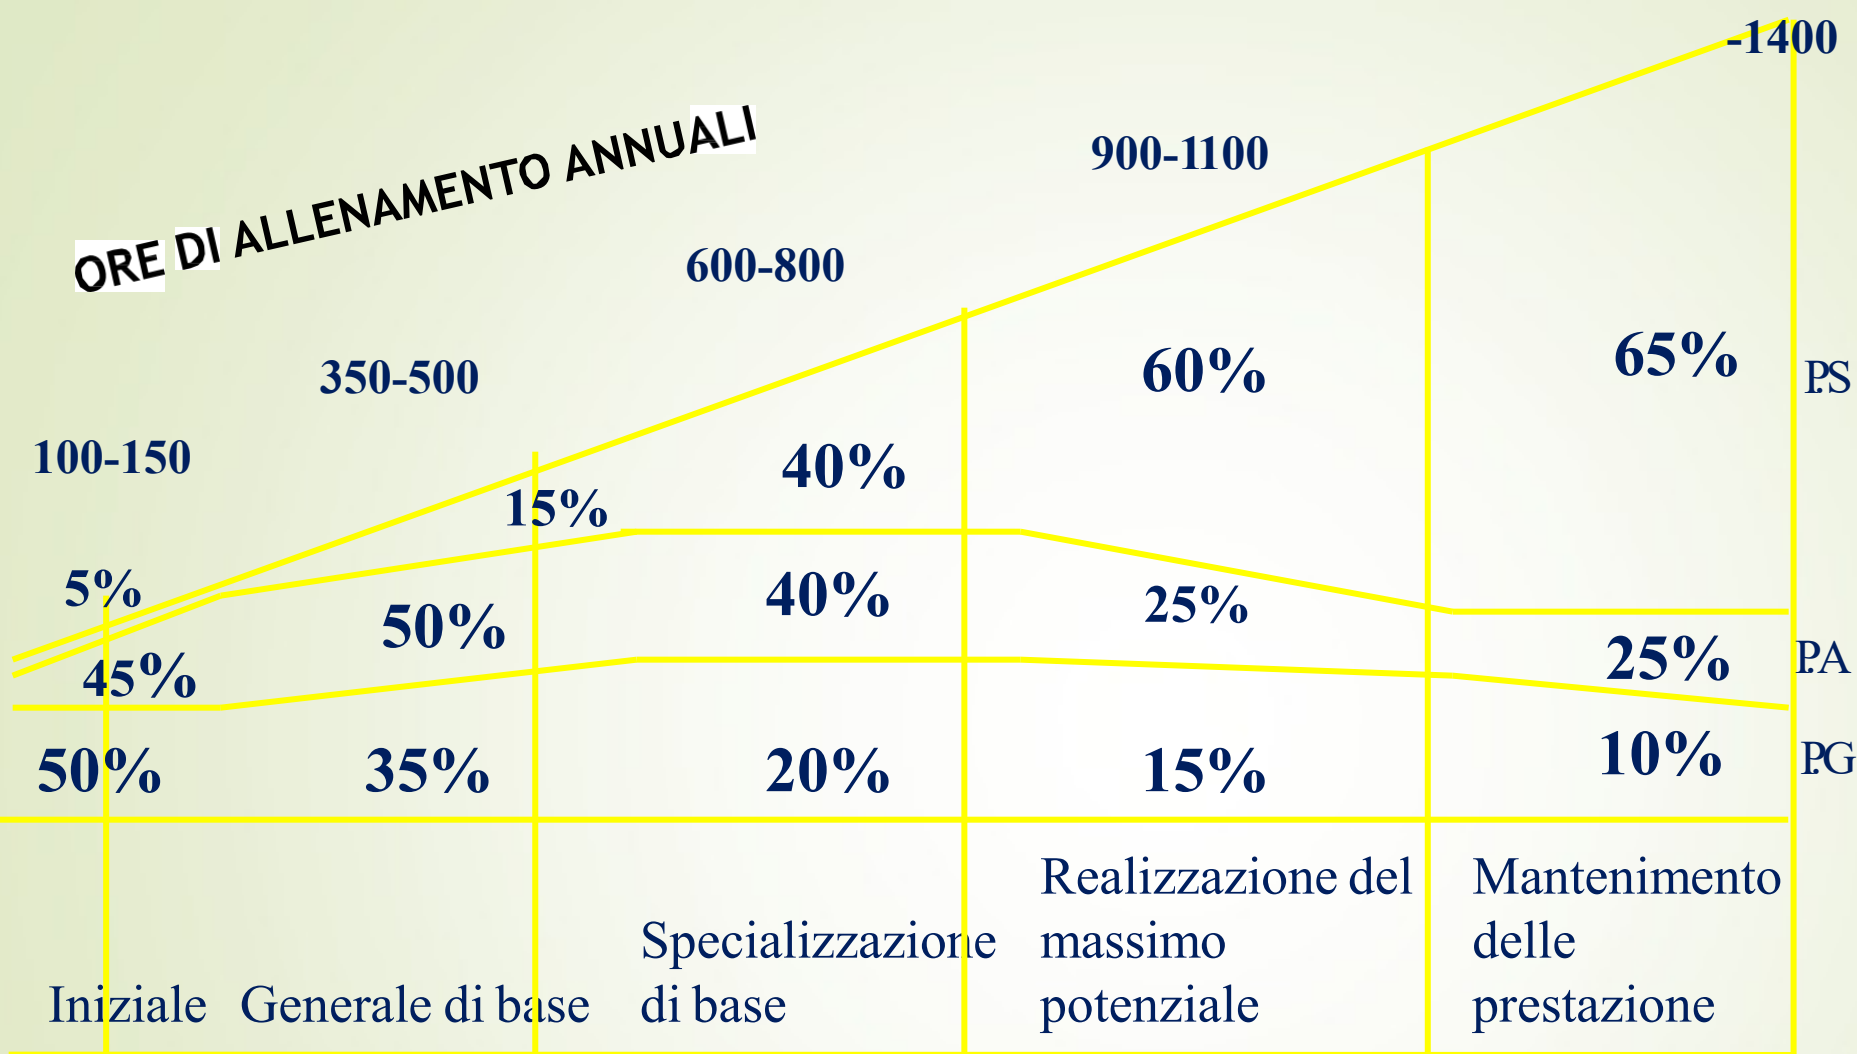 -1400
ORE DI ALLENAMENTO ANNUALI
900-1100
600-800
350-500
100-150
60%
65%
P.S
40%
15%
5%
50%
40%
25%
45%
25%
P.A
50%
35%
20%
15%
10%
P.G
Iniziale
Generale di base
Specializzazione
di base
Realizzazione del
massimo
potenziale
Mantenimento
delle
prestazione